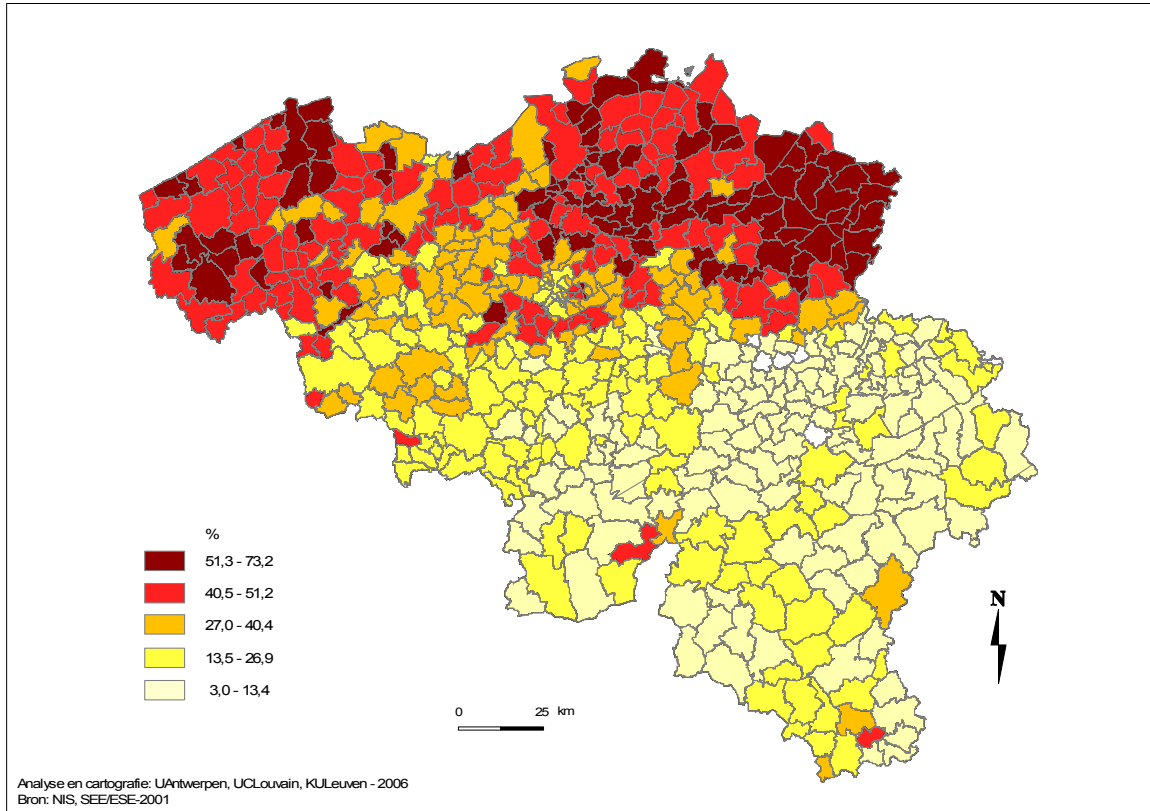 %
51,3 - 73,2
40,5 - 51,2
27,0 - 40,4
13,5 - 26,9
3,0 - 13,4
0 25 km
N
Analyse en cartografie: UAntwerpen, UCLouvain, KULeuven - 2006
Bron: NIS, SEE/ESE-2001